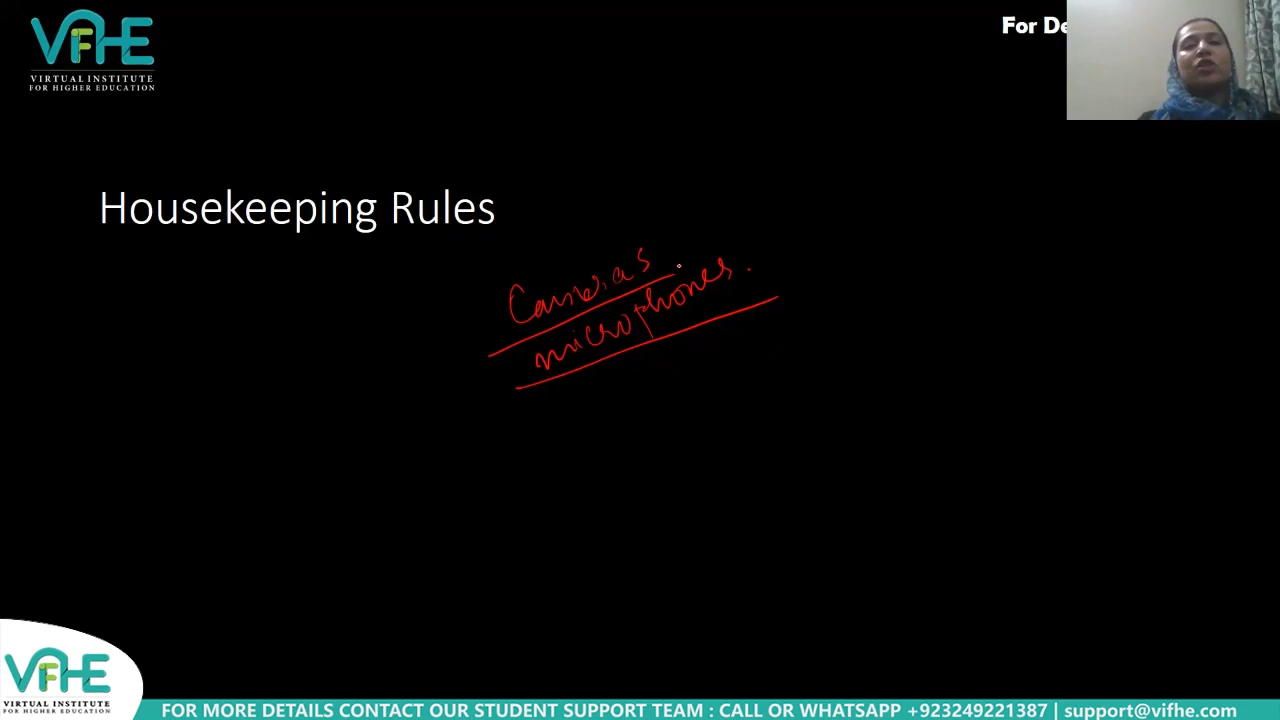 VIFHE
VIRTUAL INSTITUTE
FOR HIGHER EDUCATION
For De
Housekeeping Rules
Cameras
microphones.
VIFHE
VIRTUAL INSTITUTE
FOR HIGHER EDUCATION
FOR MORE DETAILS CONTACT OUR STUDENT SUPPORT TEAM : CALL OR WHATSAPP +923249221387 | support@vifhe.com